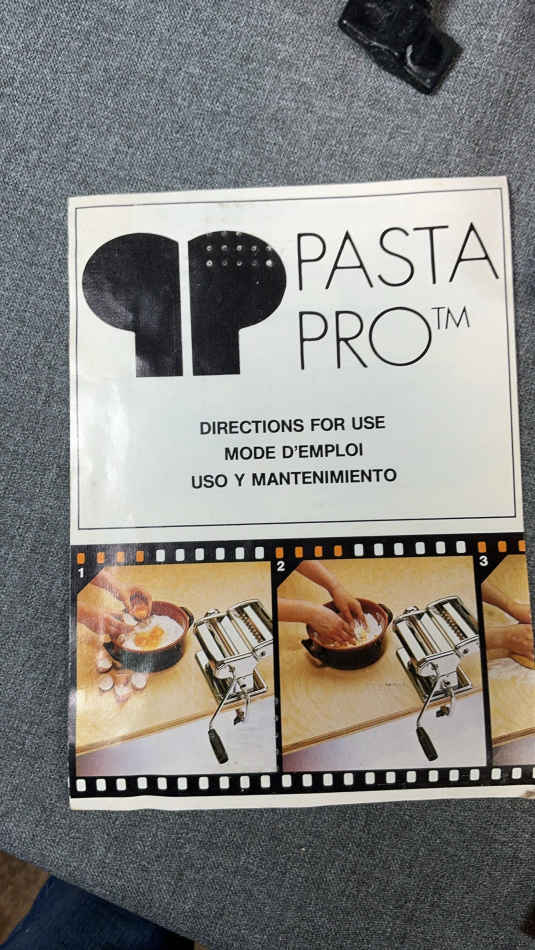 PASTA
PRO™
DIRECTIONS FOR USE
MODE D'EMPLOI
USO Y MANTENIMIENTO
1
2
3